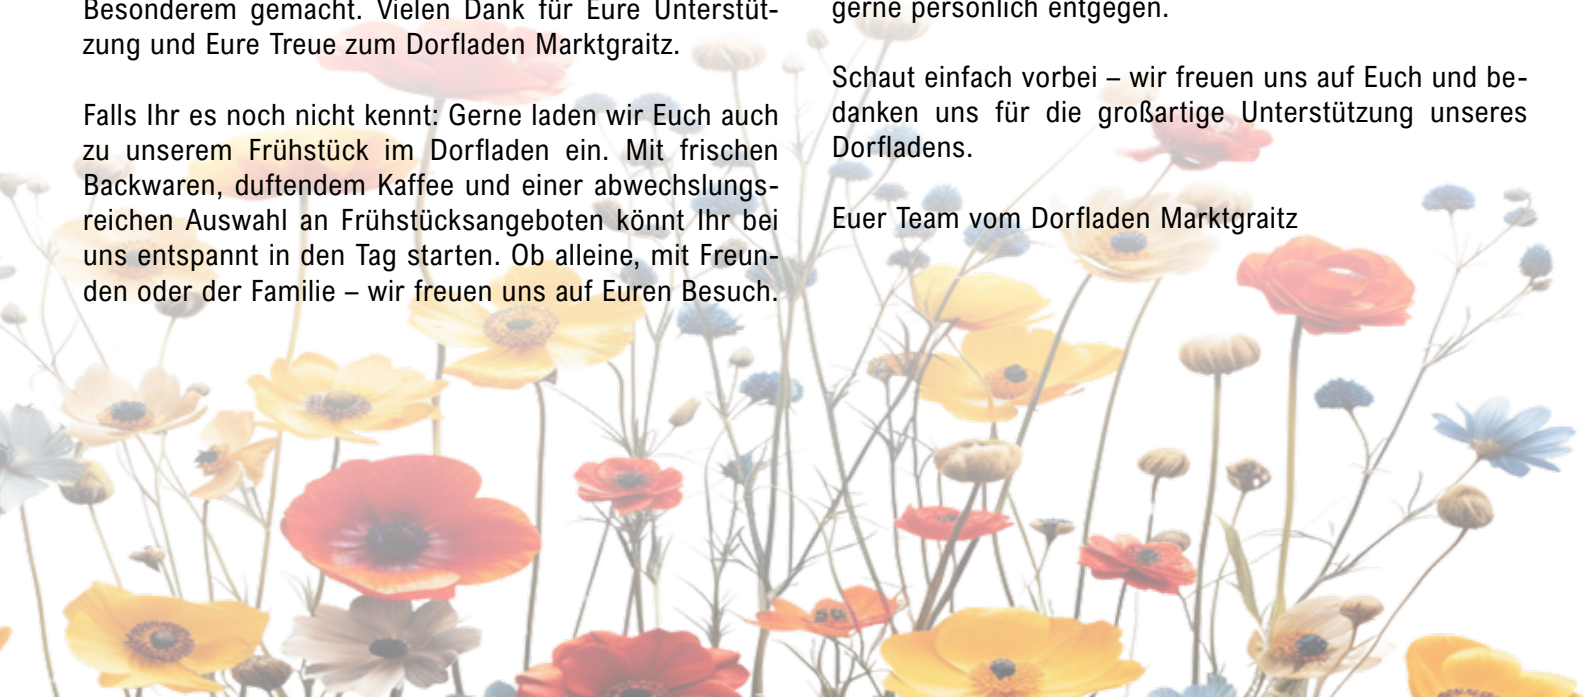 Besonderem gemacht. Vielen Dank für Eure Unterstüt-
zung und Eure Treue zum Dorfladen Marktgraitz.
Falls Ihr es noch nicht kennt: Gerne laden wir Euch auch
zu unserem Frühstück im Dorfladen ein. Mit frischen
Backwaren, duftendem Kaffee und einer abwechslungs-
reichen Auswahl an Frühstücksangeboten könnt Ihr bei
uns entspannt in den Tag starten. Ob alleine, mit Freun-
den oder der Familie – wir freuen uns auf Euren Besuch.
gerne persönlich entgegen.
Schaut einfach vorbei – wir freuen uns auf Euch und be-
danken uns für die großartige Unterstützung unseres
Dorfladens.
Euer Team vom Dorfladen Marktgraitz